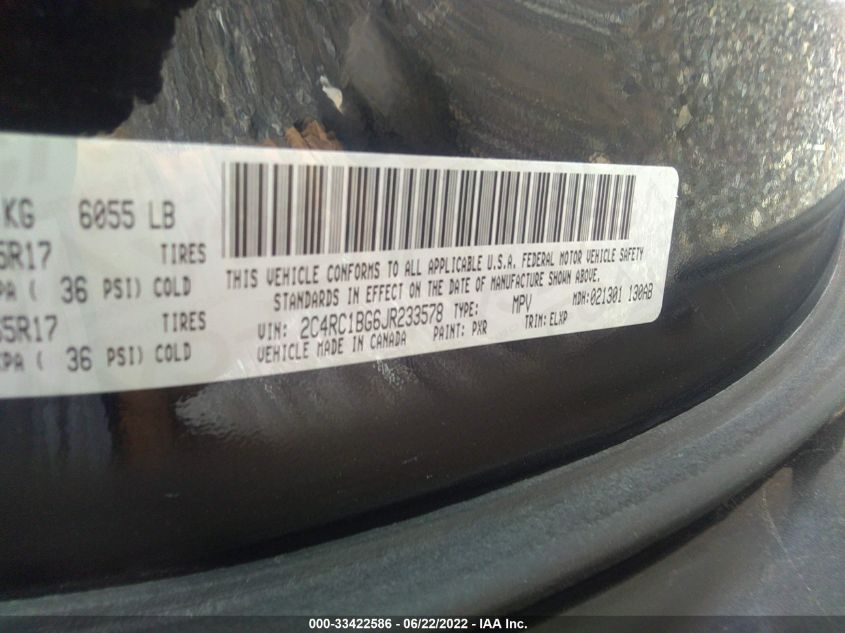 KG 6055 LB
5R17 TIRES
PA ( 36 PSI) COLD
5R17 TIRES
PA ( 36 PSI) COLD
THIS VEHICLE CONFORMS TO ALL APPLICABLE U.S.A. FEDERAL MOTOR VEHICLE SAFETY
STANDARDS IN EFFECT ON THE DATE OF MANUFACTURE SHOWN ABOVE.
VIN: 2C4RC1BG6JR233578 TYPE: MPV MDH:021301 130AB
VEHICLE MADE IN CANADA PAINT: PXR TRIM: ELXP
000-33422586 - 06/22/2022 - IAA Inc.